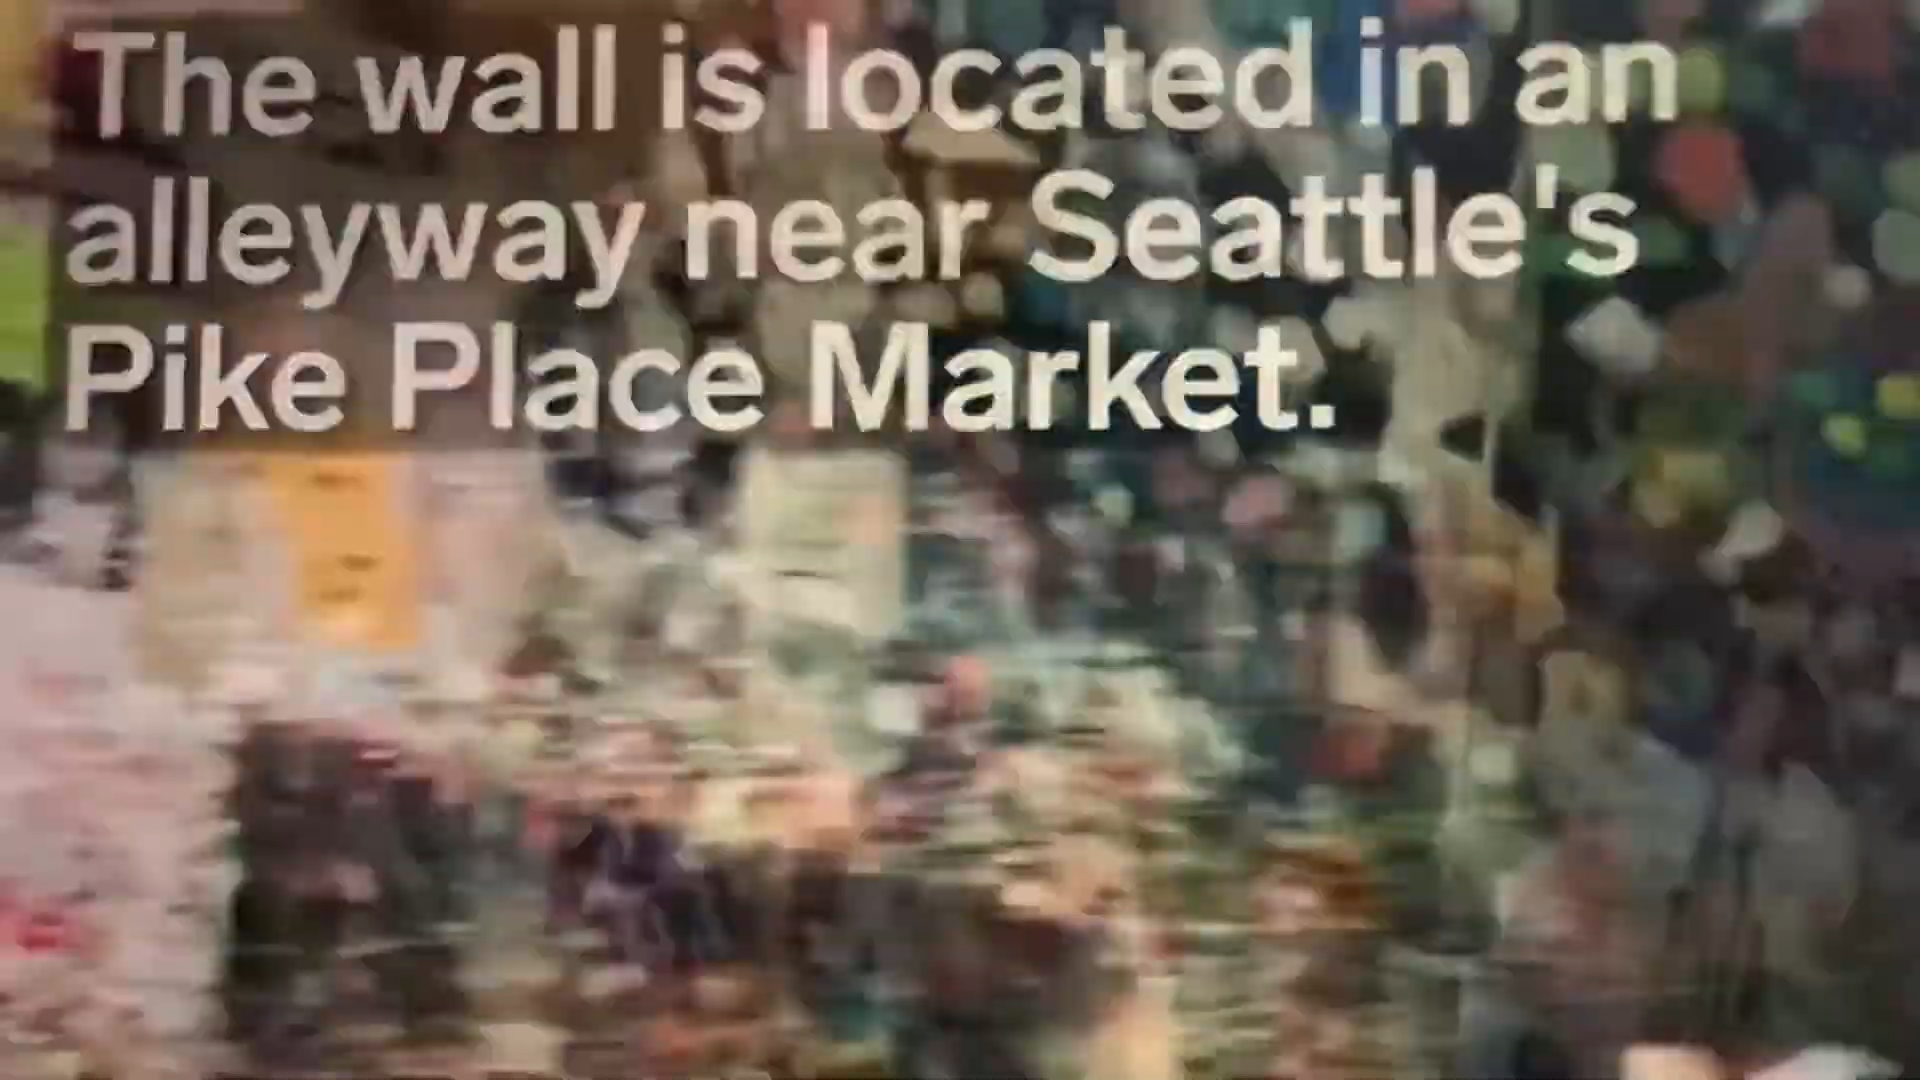 The wall is located in an
alleyway near Seattle's
Pike Place Market.